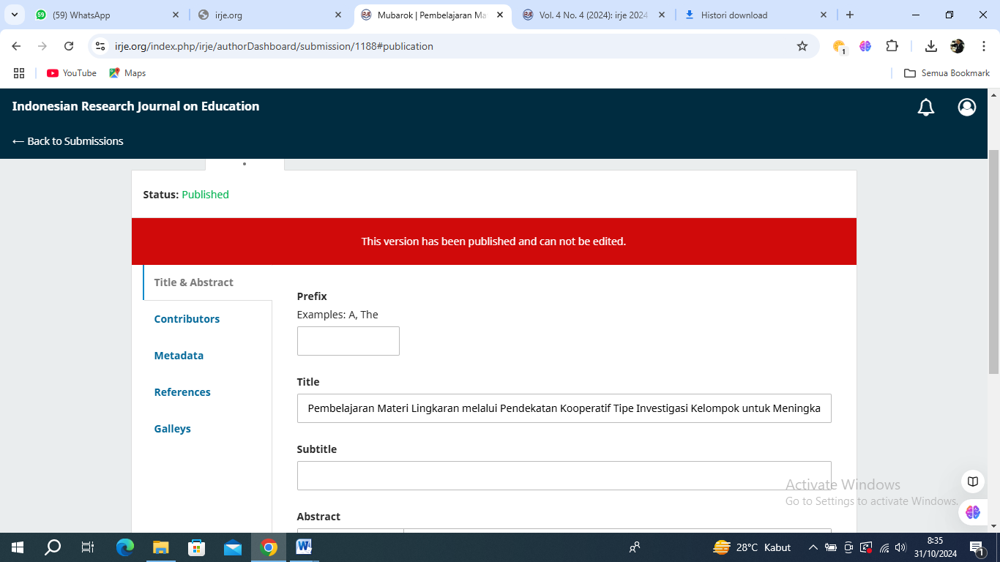 (59) WhatsApp
irje.org
Mubarok | Pembelajaran Ma
Vol. 4 No. 4 (2024): irje 2024
Histori download
irje.org/index.php/irje/authorDashboard/submission/1188#publication
1
YouTube
Maps
Semua Bookmark
Indonesian Research Journal on Education
← Back to Submissions
Status: Published
This version has been published and can not be edited.
Title & Abstract
Contributors
Metadata
References
Galleys
Prefix
Examples: A, The
Title
Pembelajaran Materi Lingkaran melalui Pendekatan Kooperatif Tipe Investigasi Kelompok untuk Meningka
Subtitle
Abstract
Activate Windows
Go to Settings to activate Windows.
28°C Kabut
8:35
31/10/2024
1